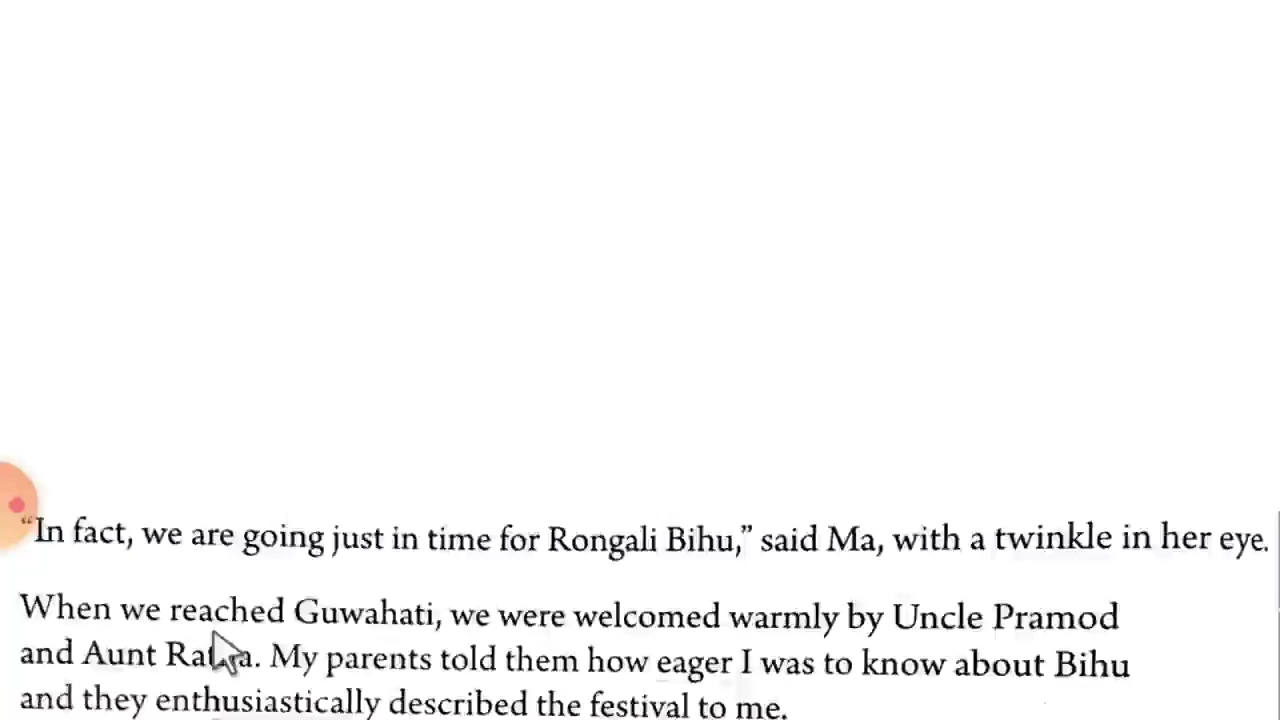 “In fact, we are going just in time for Rongali Bihu,” said Ma, with a twinkle in her eye.
When we reached Guwahati, we were welcomed warmly by Uncle Pramod
and Aunt . My parents told them how eager I was to know about Bihu
and they enthusiastically described the festival to me.